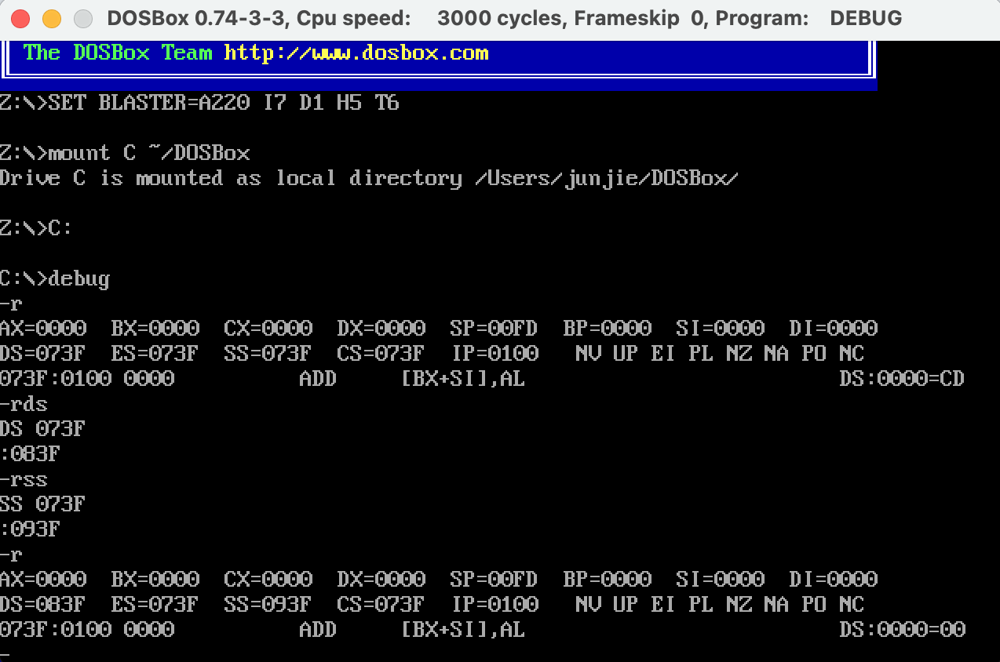 DOSBox 0.74-3-3, Cpu speed: 3000 cycles, Frameskip 0, Program: DEBUG
The DOSBox Team http://www.dosbox.com
Z:\>SET BLASTER=A220 I7 D1 H5 T6
Z:\>mount C ~/DOSBox
Drive C is mounted as local directory /Users/junjie/DOSBox/
Z:\>C:
C:\>debug
-r
AX=0000 BX=0000 CX=0000 DX=0000 SP=00FD BP=0000 SI=0000 DI=0000
DS=073F ES=073F SS=073F CS=073F IP=0100 NV UP EI PL NZ NA PO NC
073F:0100 0000 ADD [BX+SI],AL DS:0000=CD
-rds
DS 073F
:083F
-rss
SS 073F
:093F
-r
AX=0000 BX=0000 CX=0000 DX=0000 SP=00FD BP=0000 SI=0000 DI=0000
DS=083F ES=073F SS=093F CS=073F IP=0100 NV UP EI PL NZ NA PO NC
073F:0100 0000 ADD [BX+SI],AL DS:0000=00
-